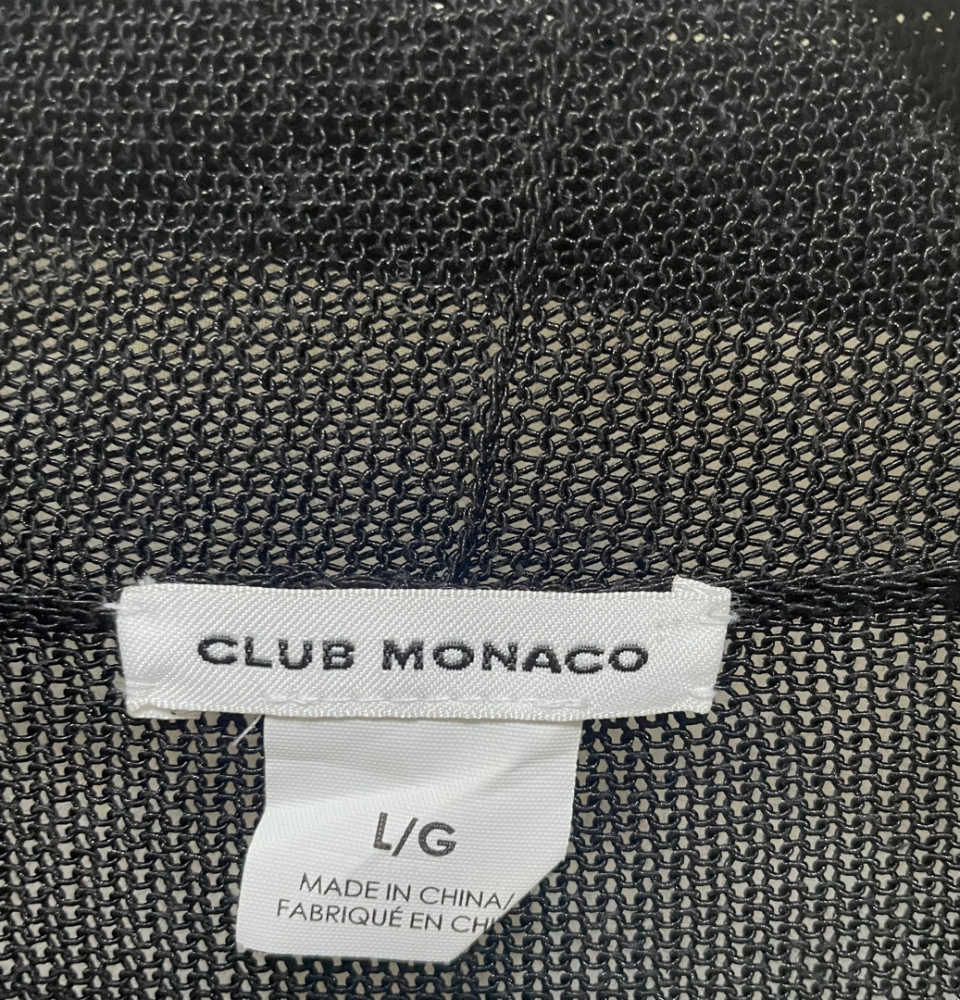 CLUB MONACO
L/G
MADE IN CHINA/
FABRIQUÉ EN